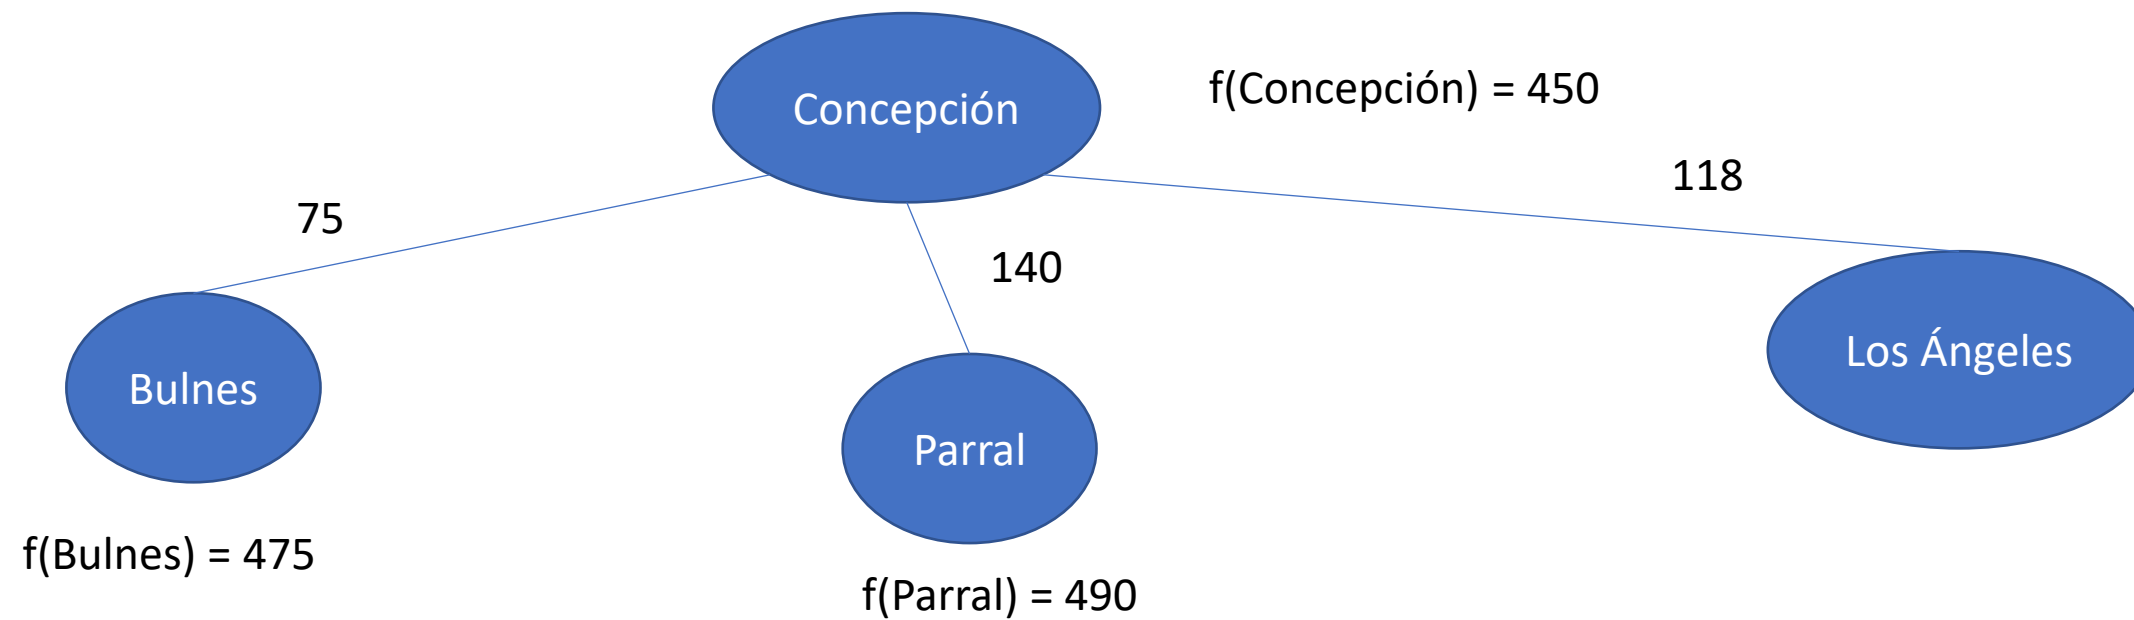 Concepción
f(Concepción) = 450
118
75
140
Los Ángeles
Bulnes
Parral
f(Bulnes) = 475
f(Parral) = 490